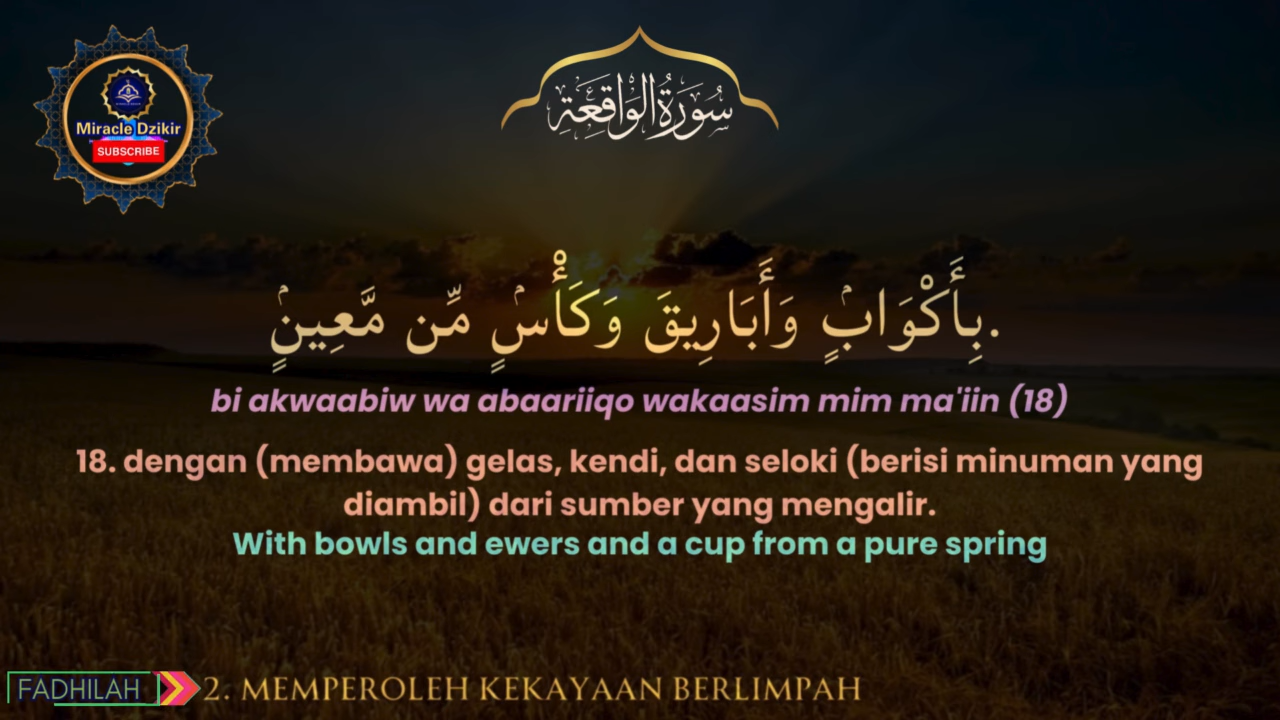 Miracle Dzikir
SUBSCRIBE
سُورَةُ الْوَاقِعَةِ
بِأَكْوَابٍۢ وَأَبَارِيقَ وَكَأْسٍۢ مِّن مَّعِينٍۢ.
bi akwaabiw wa abaariiqo wakaasim mim ma'iin (18)
18. dengan (membawa) gelas, kendi, dan seloki (berisi minuman yang
diambil) dari sumber yang mengalir.
With bowls and ewers and a cup from a pure spring
FADHILAH
2. MEMPEROLEH KEKAYAAN BERLIMPAH